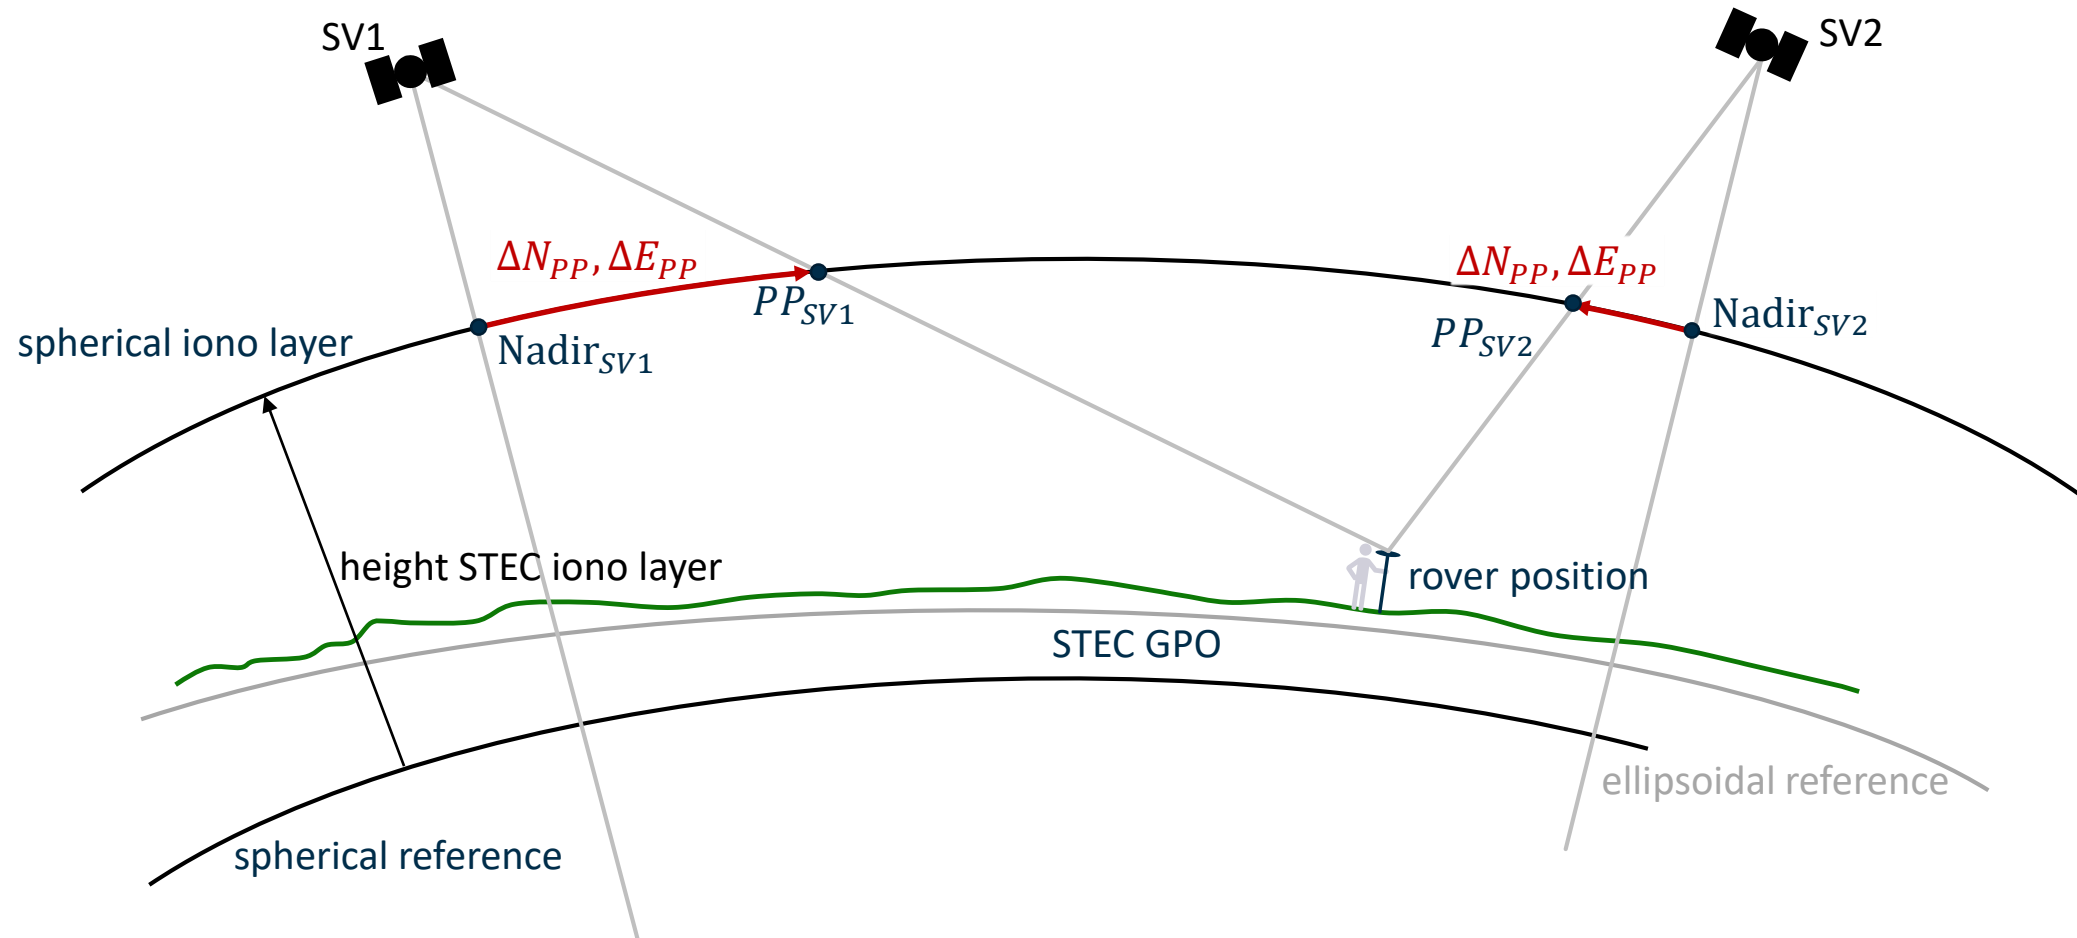 SV1
SV2
ΔN_PP, ΔE_PP
ΔN_PP, ΔE_PP
PP_SV1
Nadir_SV2
PP_SV2
spherical iono layer
Nadir_SV1
height STEC iono layer
rover position
STEC GPO
ellipsoidal reference
spherical reference